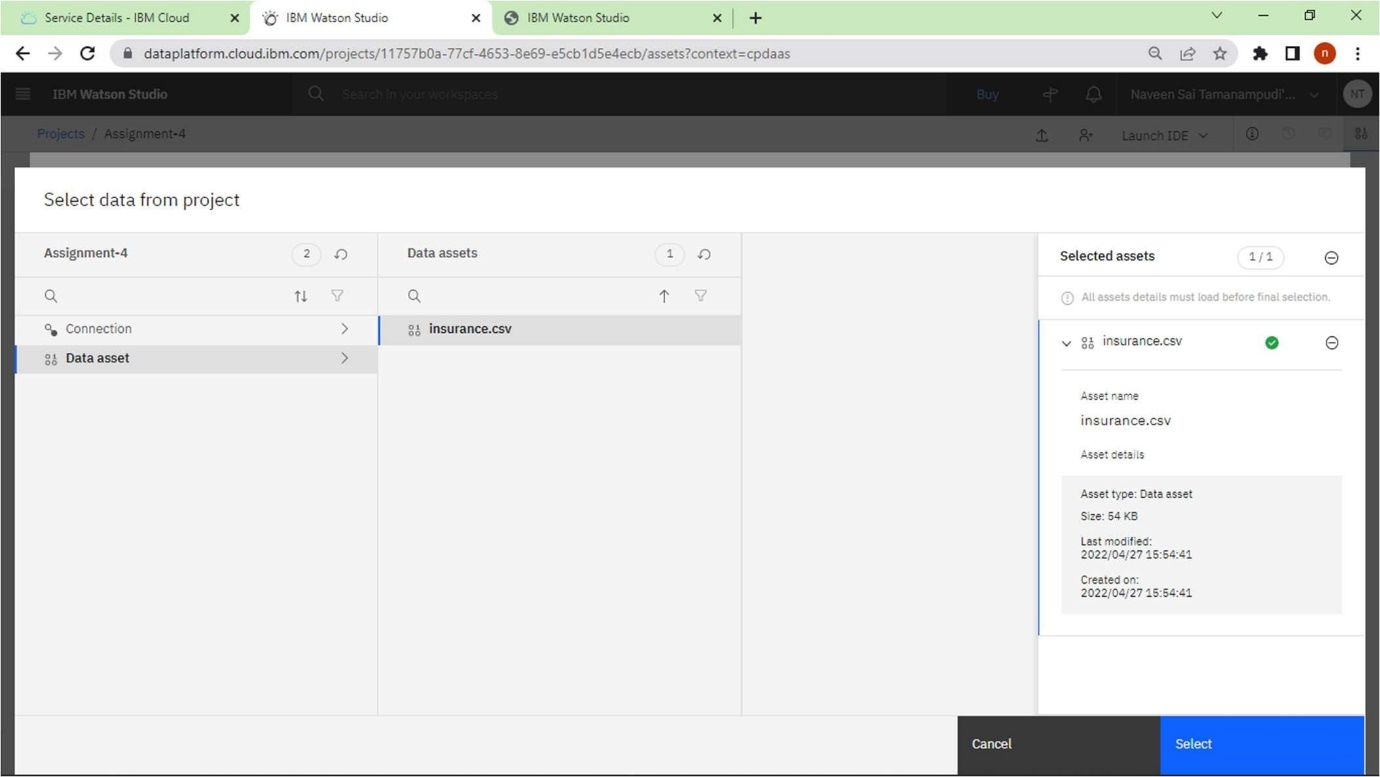 Service Details - IBM Cloud
IBM Watson Studio
IBM Watson Studio
dataplatform.cloud.ibm.com/projects/11757b0a-77cf-4653-8e69-e5cb1d5e4ecb/assets?context=cpdaas
n
IBM Watson Studio
Search in your workspaces
Buy
Naveen Sai Tamanampudi'...
NT
Projects / Assignment-4
Launch IDE
Select data from project
Assignment-4
2
Data assets
1
Selected assets
1 / 1
All assets details must load before final selection.
Connection
Data asset
insurance.csv
insurance.csv
Asset name
insurance.csv
Asset details
Asset type: Data asset
Size: 54 KB
Last modified:
2022/04/27 15:54:41
Created on:
2022/04/27 15:54:41
Cancel
Select